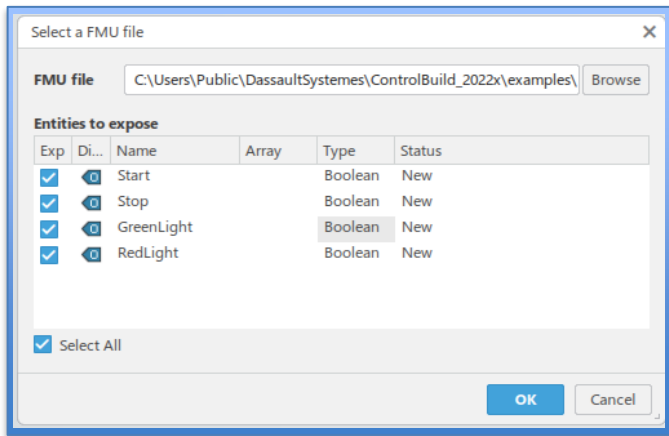 Select a FMU file
FMU file C:\Users\Public\DassaultSystemes\ControlBuild_2022x\examples\ Browse
Entities to expose
Exp Di... Name Array Type Status
Start Boolean New
Stop Boolean New
GreenLight Boolean New
RedLight Boolean New
Select All
OK Cancel